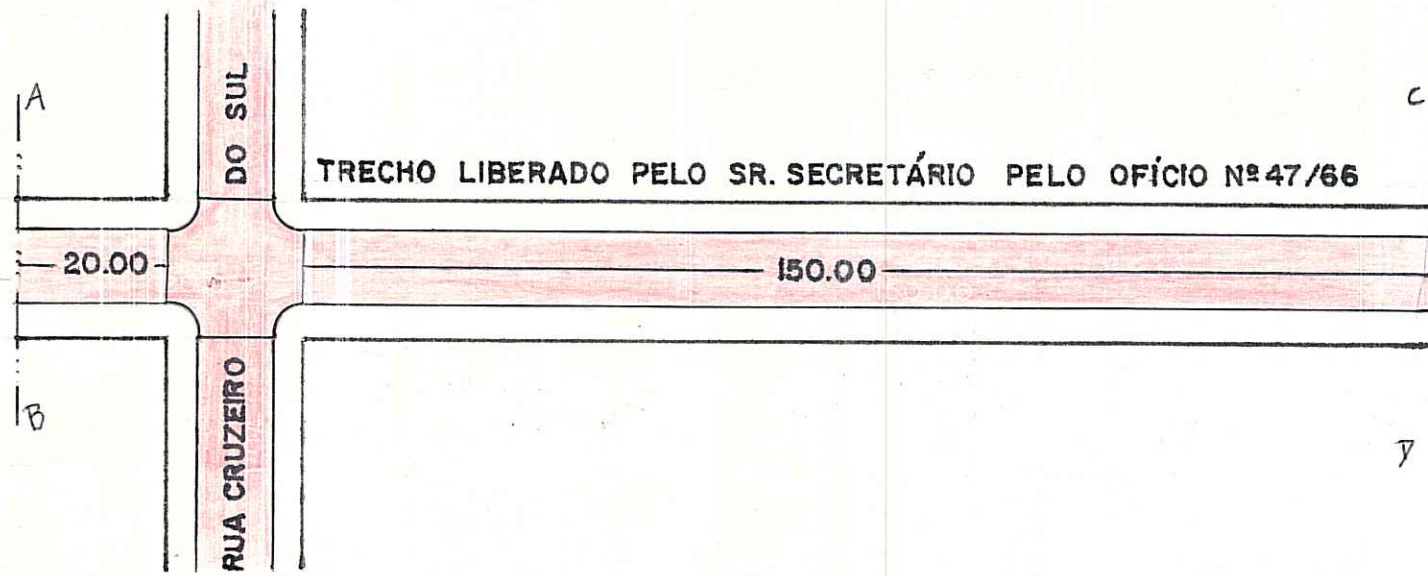 A
C
RUA CRUZEIRO DO SUL
TRECHO LIBERADO PELO SR. SECRETÁRIO PELO OFÍCIO Nº 47/66
20.00
150.00
B
D